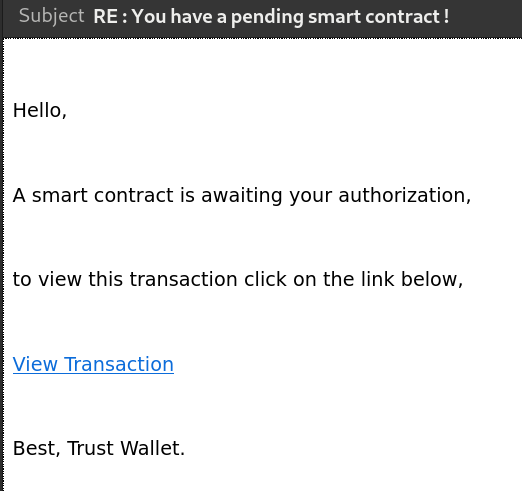 Subject RE : You have a pending smart contract !
Hello,
A smart contract is awaiting your authorization,
to view this transaction click on the link below,
View Transaction
Best, Trust Wallet.